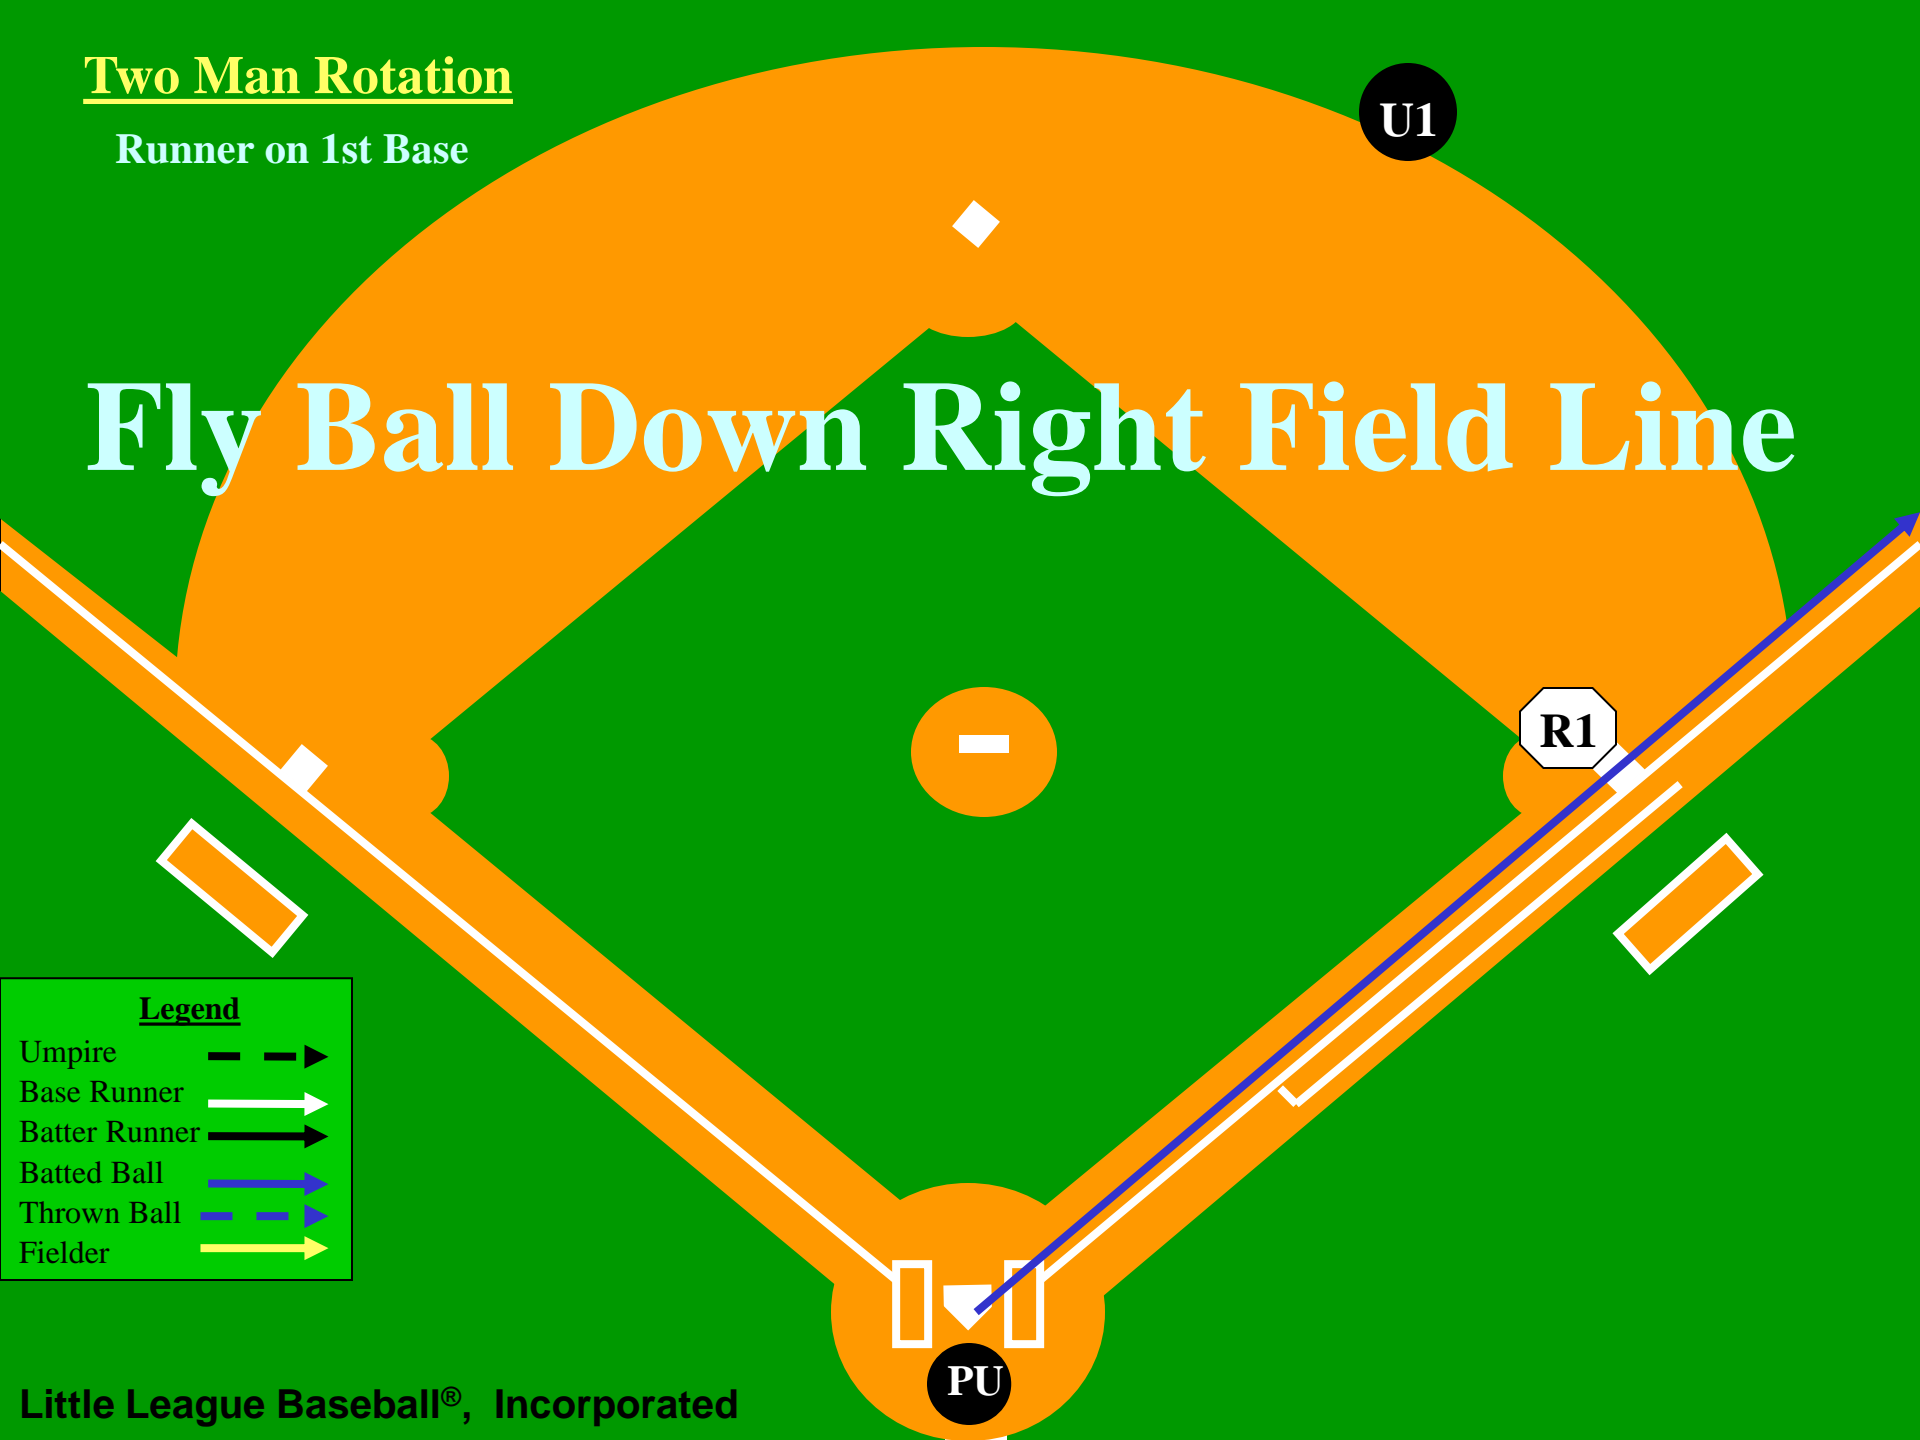 Two Man Rotation
Runner on 1st Base
U1
Fly Ball Down Right Field Line
R1
Legend
Umpire
Base Runner
Batter Runner
Batted Ball
Thrown Ball
Fielder
PU
Little League Baseball®, Incorporated